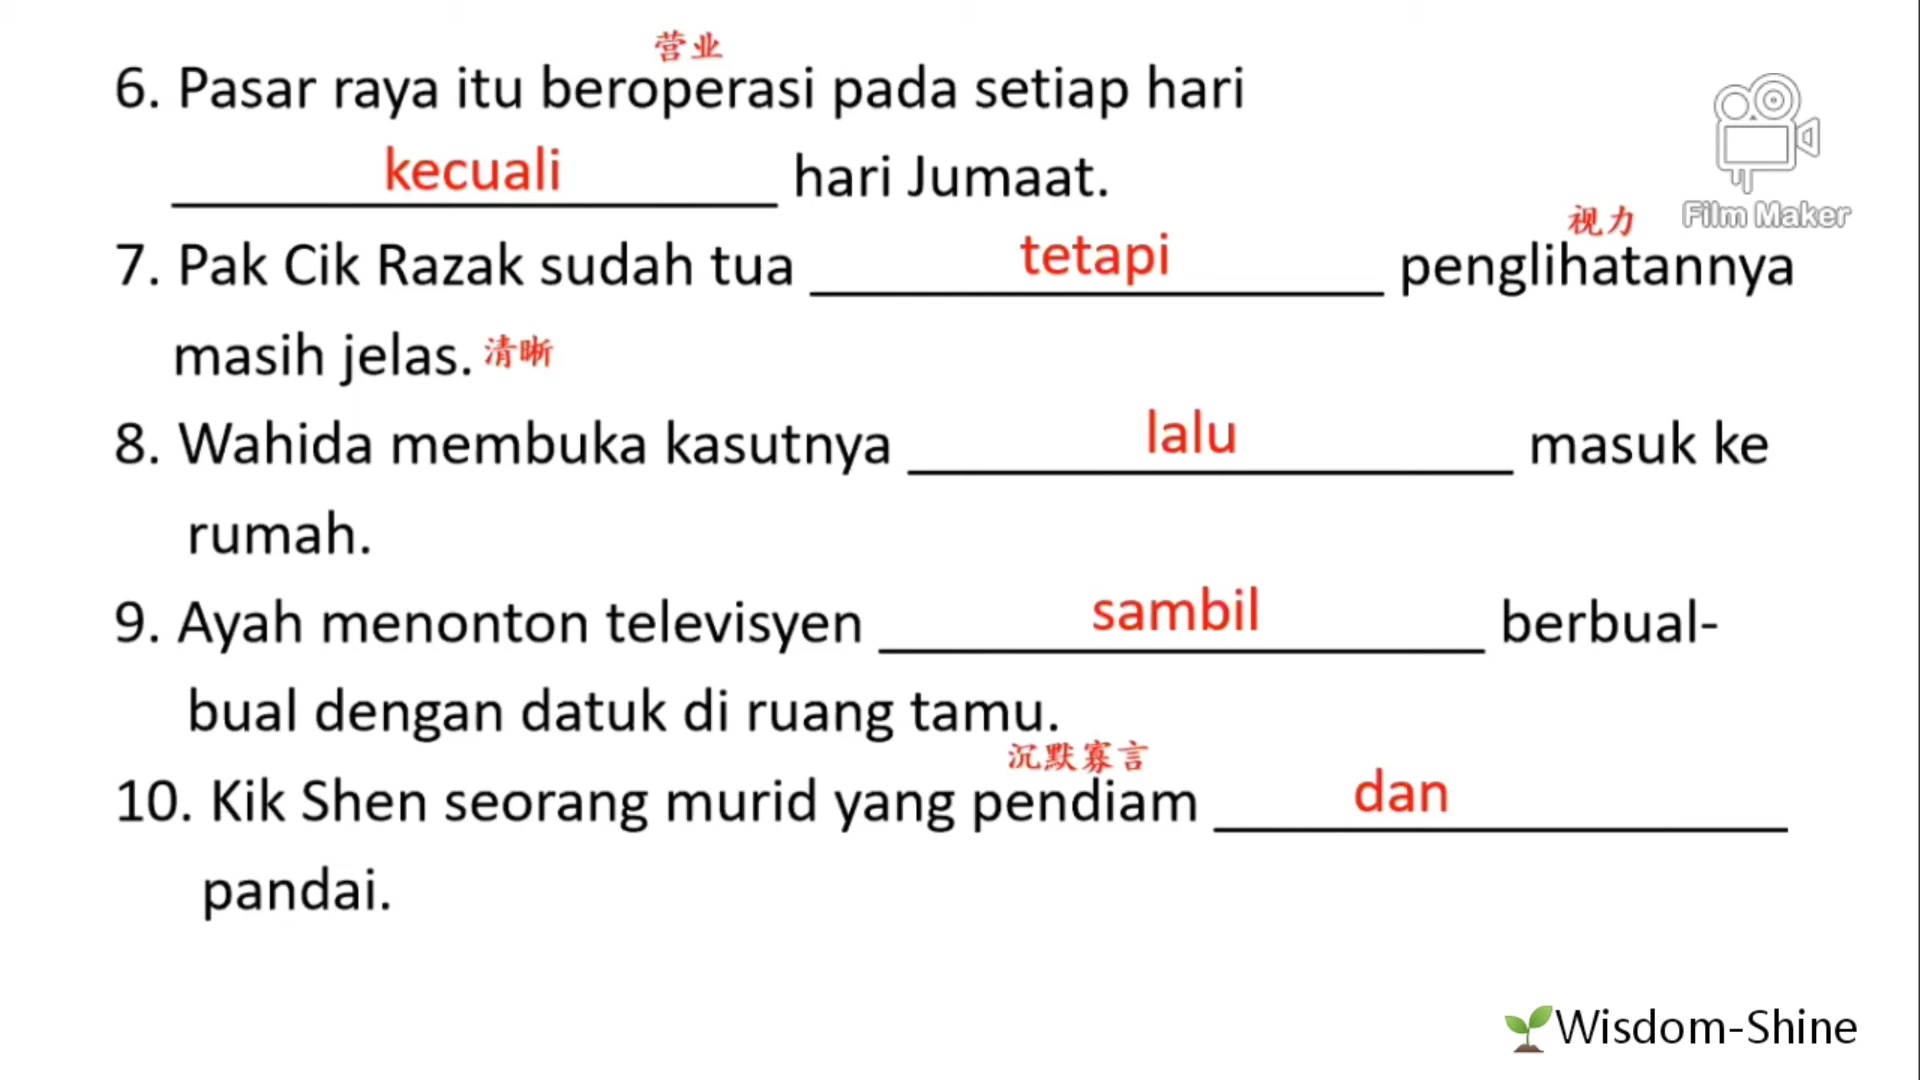 营业
6. Pasar raya itu beroperasi pada setiap hari
kecuali hari Jumaat.
Film Maker
视力
7. Pak Cik Razak sudah tua tetapi penglihatannya
masih jelas. 清晰
8. Wahida membuka kasutnya lalu masuk ke
rumah.
9. Ayah menonton televisyen sambil berbual-
bual dengan datuk di ruang tamu.
沉默寡言
10. Kik Shen seorang murid yang pendiam dan
pandai.
Wisdom-Shine